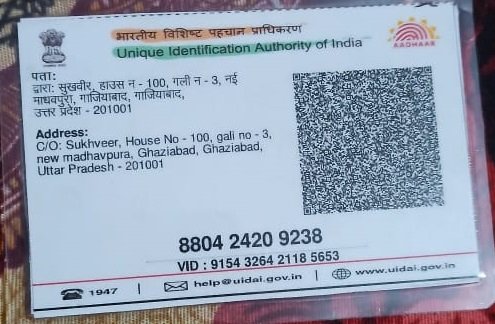 भारतीय विशिष्ट पहचान प्राधिकरण
Unique Identification Authority of India
AADHAAR
पता:
द्वारा: सुखवीर, हाउस न - 100, गली न - 3, नई
माधवपुरा, गाजियाबाद, गाजियाबाद,
उत्तर प्रदेश - 201001
Address:
C/O: Sukhveer, House No - 100, gali no - 3,
new madhavpura, Ghaziabad, Ghaziabad,
Uttar Pradesh - 201001
8804 2420 9238
VID : 9154 3264 2118 5653
1947 | help@uidai.gov.in | www.uidai.gov.in